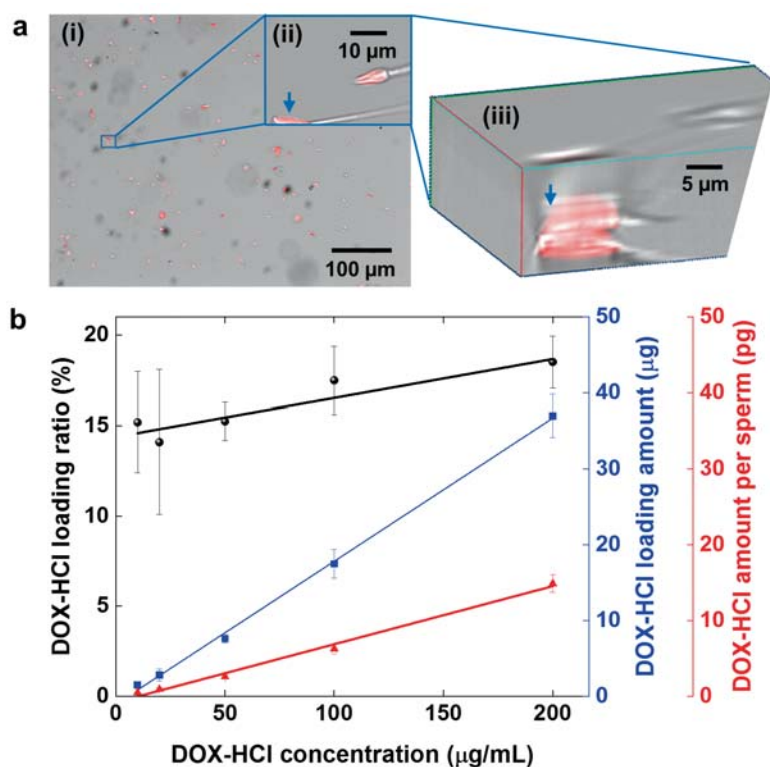 a
(i)
(ii)
10 µm
(iii)
5 µm
100 µm
b
DOX-HCl loading ratio (%)
20
15
10
5
0
0
50
100
150
200
DOX-HCl concentration (µg/mL)
50
40
30
20
10
0
DOX-HCl loading amount (µg)
50
40
30
20
10
0
DOX-HCl amount per sperm (pg)